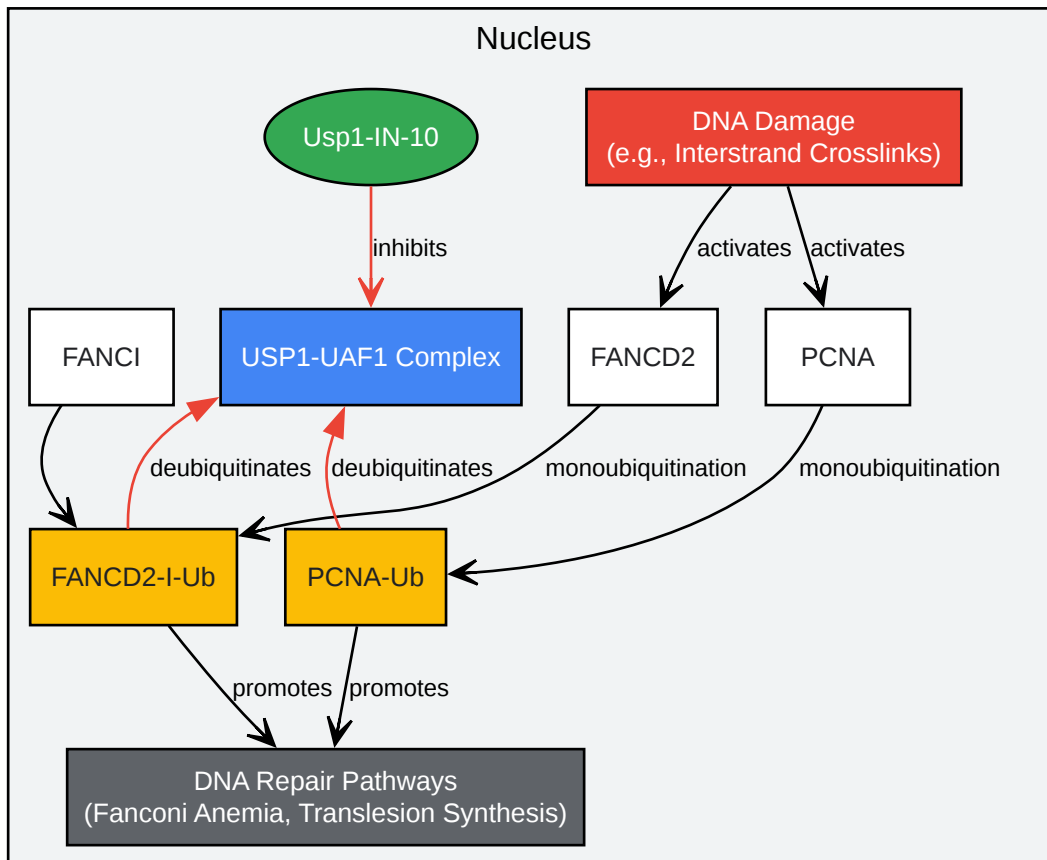 Nucleus
Usp1-IN-10
DNA Damage
(e.g., Interstrand Crosslinks)
inhibits
activates
activates
FANCI
USP1-UAF1 Complex
FANCD2
PCNA
deubiquitinates
deubiquitinates
monoubiquitination
monoubiquitination
FANCD2-I-Ub
PCNA-Ub
promotes
promotes
DNA Repair Pathways
(Fanconi Anemia, Translesion Synthesis)